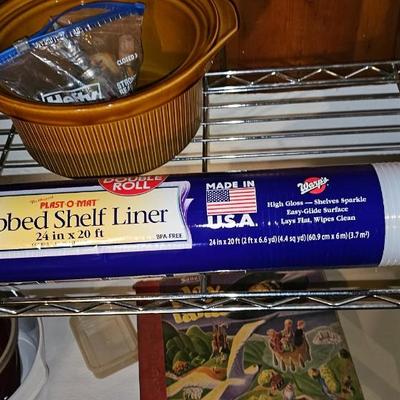 Hefty
CLOSED
DOUBLE
ROLL
PLAST-O-MAT
bbed Shelf Liner
24 in x 20 ft
BPA-FREE
MADE IN
U.S.A.
Warp's
High Gloss — Shelves Sparkle
Easy-Glide Surface
Lays Flat, Wipes Clean
24 in x 20 ft (2 ft x 6.6 yd) (4.4 sq yd) (60.9 cm x 6 m) (3.7 m²)